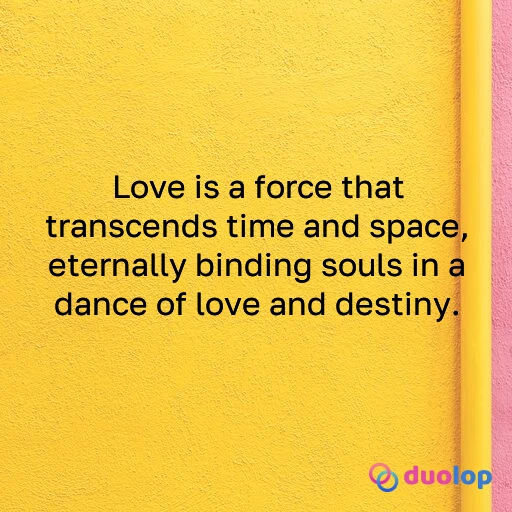 Love is a force that
transcends time and space,
eternally binding souls in a
dance of love and destiny.
duolop